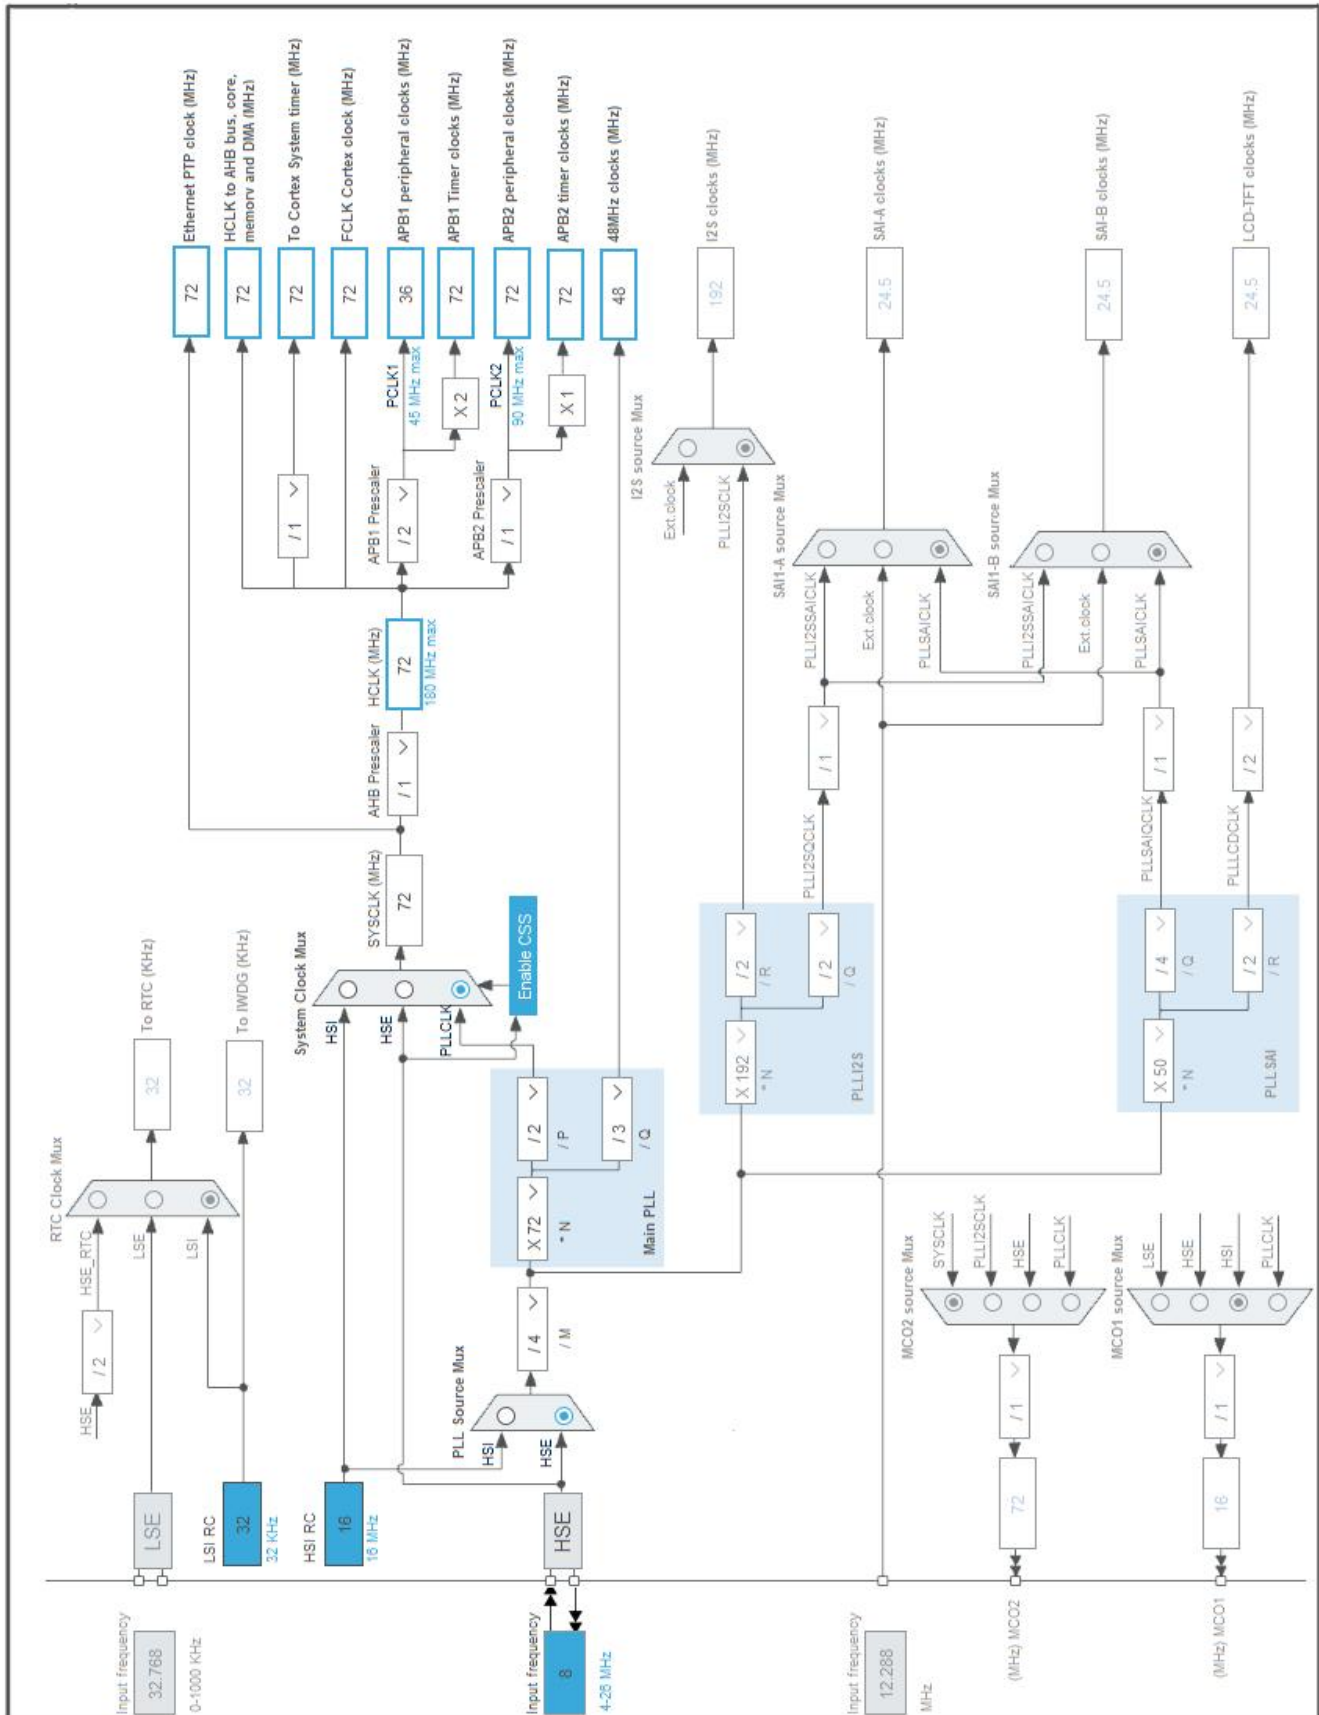 Input frequency
32.768
0-1000 KHz
LSE
LSI RC
32
32 KHz
HSI RC
16
16 MHz
HSE
/ 2
HSE_RTC
LSE
LSI
RTC Clock Mux
32
To RTC (KHz)
32
To IWDG (KHz)
Input frequency
8
4-26 MHz
HSE
PLL Source Mux
HSI
HSE
/ 4
/ M
X 72
* N
/ 2
/ P
/ 3
/ Q
Main PLL
System Clock Mux
HSI
HSE
PLLCLK
Enable CSS
SYSCLK (MHz)
72
AHB Prescaler
/ 1
HCLK (MHz)
72
180 MHz max
/ 1
APB1 Prescaler
/ 2
PCLK1
45 MHz max
X 2
APB2 Prescaler
/ 1
PCLK2
90 MHz max
X 1
72
Ethernet PTP clock (MHz)
72
HCLK to AHB bus, core,
memory and DMA (MHz)
72
To Cortex System timer (MHz)
72
FCLK Cortex clock (MHz)
36
APB1 peripheral clocks (MHz)
72
APB1 Timer clocks (MHz)
72
APB2 peripheral clocks (MHz)
72
APB2 timer clocks (MHz)
48
48MHz clocks (MHz)
X 192
* N
/ 2
/ R
/ 2
/ Q
PLLI2S
PLLI2SQCLK
/ 1
I2S source Mux
Ext.clock
PLLI2SCLK
192
I2S clocks (MHz)
SAI1-A source Mux
PLLI2SSAICLK
Ext.clock
PLLSAICLK
24.5
SAI-A clocks (MHz)
SAI1-B source Mux
PLLI2SSAICLK
Ext.clock
PLLSAICLK
24.5
SAI-B clocks (MHz)
X 50
* N
/ 4
/ Q
/ 2
/ R
PLLSAI
PLLSAIQCLK
/ 1
PLLLCDCLK
/ 2
24.5
LCD-TFT clocks (MHz)
Input frequency
12.288
MHz
MCO2 source Mux
SYSCLK
PLLI2SCLK
HSE
PLLCLK
/ 1
72
(MHz) MCO2
MCO1 source Mux
LSE
HSE
HSI
PLLCLK
/ 1
16
(MHz) MCO1